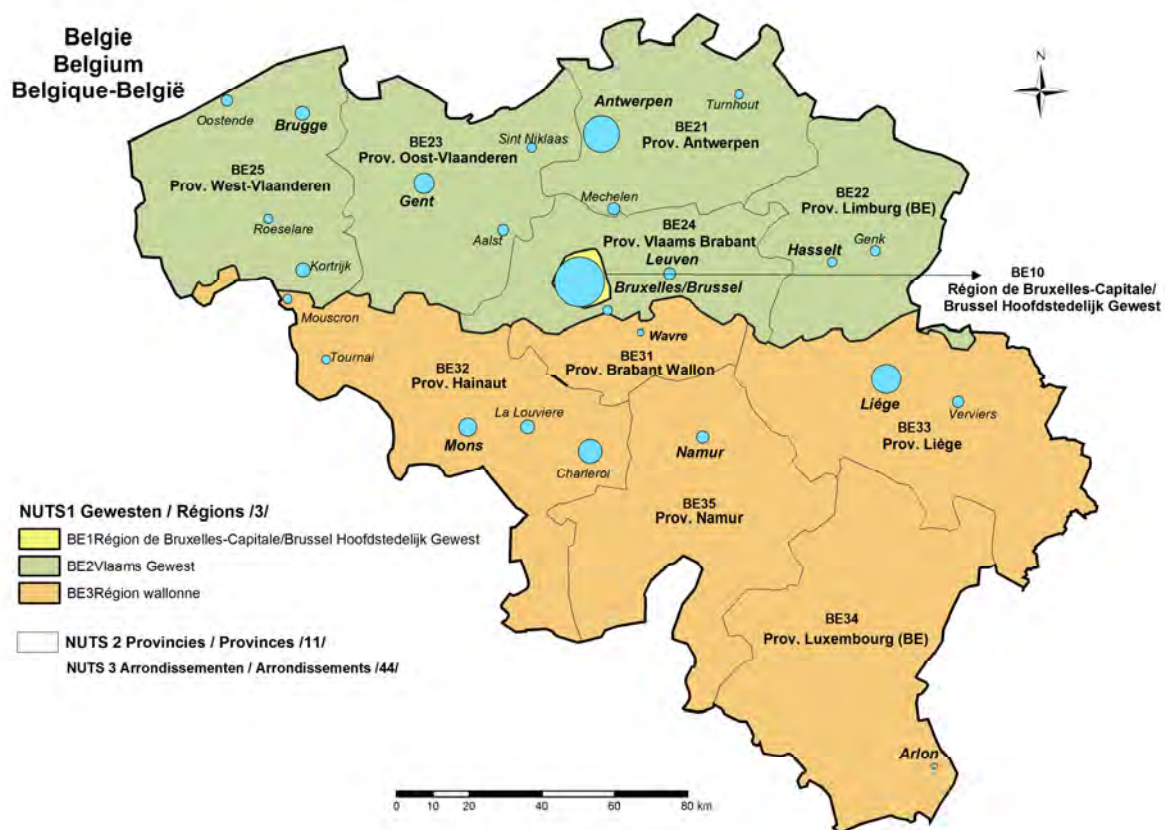 Belgie
Belgium
Belgique-België
N
Oostende
Brugge
BE25
Prov. West-Vlaanderen
Roeselare
Kortrijk
BE23
Prov. Oost-Vlaanderen
Sint Niklaas
Gent
Aalst
Antwerpen
Turnhout
BE21
Prov. Antwerpen
Mechelen
BE24
Prov. Vlaams Brabant
Leuven
Bruxelles/Brussel
BE22
Prov. Limburg (BE)
Hasselt
Genk
BE10
Région de Bruxelles-Capitale/
Brussel Hoofdstedelijk Gewest
Mouscron
Tournai
BE32
Prov. Hainaut
La Louviere
Mons
Charleroi
Wavre
BE31
Prov. Brabant Wallon
Liége
Verviers
BE33
Prov. Liége
Namur
BE35
Prov. Namur
BE34
Prov. Luxembourg (BE)
Arlon
NUTS1 Gewesten / Régions /3/
BE1Région de Bruxelles-Capitale/Brussel Hoofdstedelijk Gewest
BE2Vlaams Gewest
BE3Région wallonne
NUTS 2 Provincies / Provinces /11/
NUTS 3 Arrondissementen / Arrondissements /44/
0 10 20 40 60 80 km